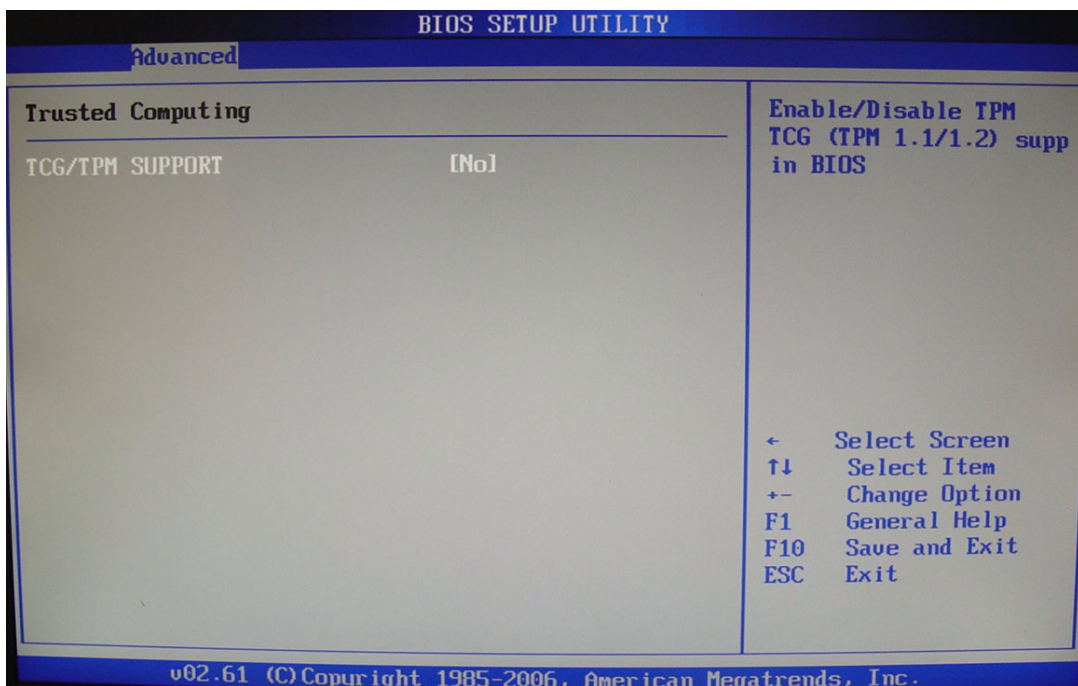 BIOS SETUP UTILITY
Advanced
Trusted Computing
TCG/TPM SUPPORT [No]
Enable/Disable TPM
TCG (TPM 1.1/1.2) supp
in BIOS
← Select Screen
↑↓ Select Item
+- Change Option
F1 General Help
F10 Save and Exit
ESC Exit
v02.61 (C)Copyright 1985-2006, American Megatrends, Inc.